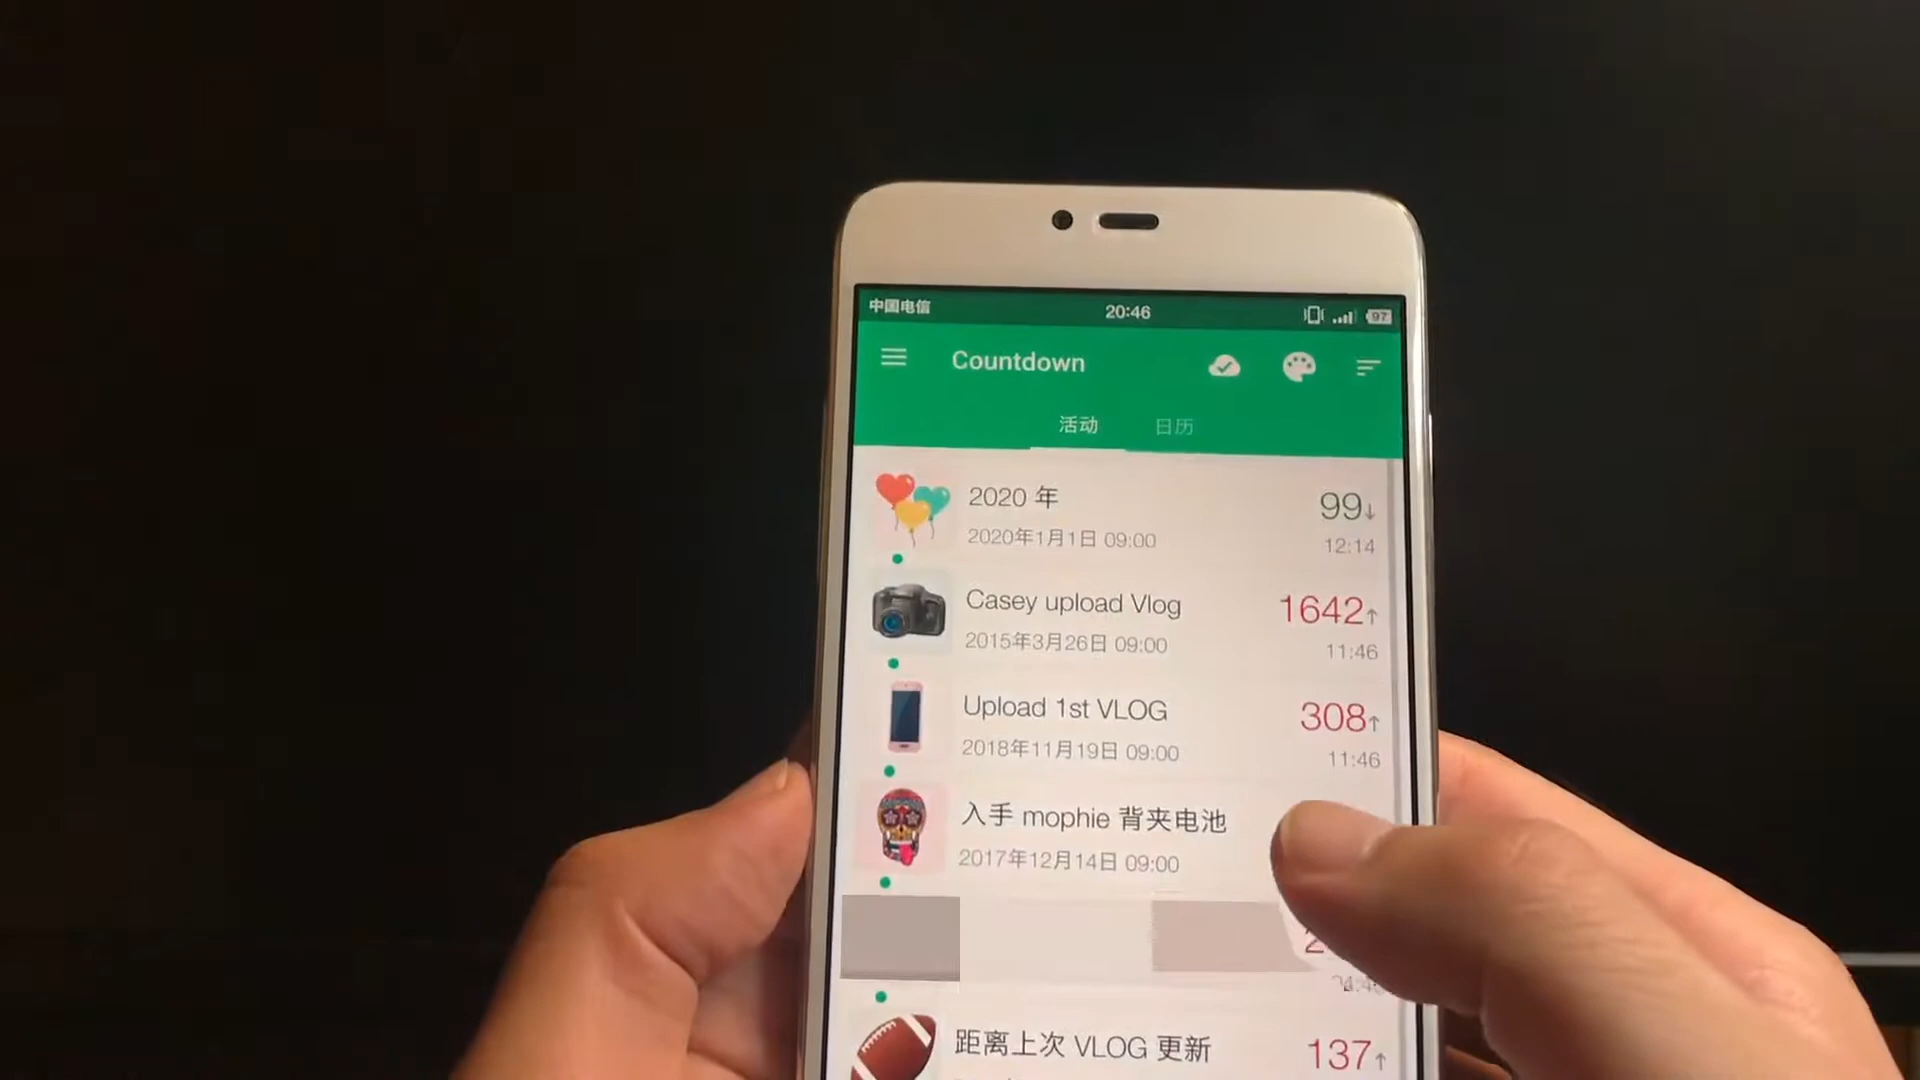 中国电信 20:46 97
Countdown
活动 日历
2020 年 99↓
2020年1月1日 09:00 12:14
Casey upload Vlog 1642↑
2015年3月26日 09:00 11:46
Upload 1st VLOG 308↑
2018年11月19日 09:00 11:46
入手 mophie 背夹电池
2017年12月14日 09:00
距离上次 VLOG 更新 137↑